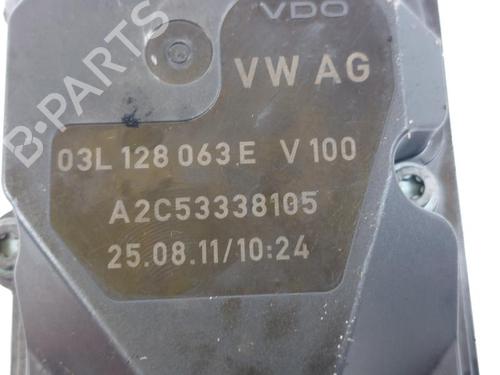 VDO
VW AG
03L 128 063 E V 100
A2C53338105
25.08.11/10:24
B-PARTS